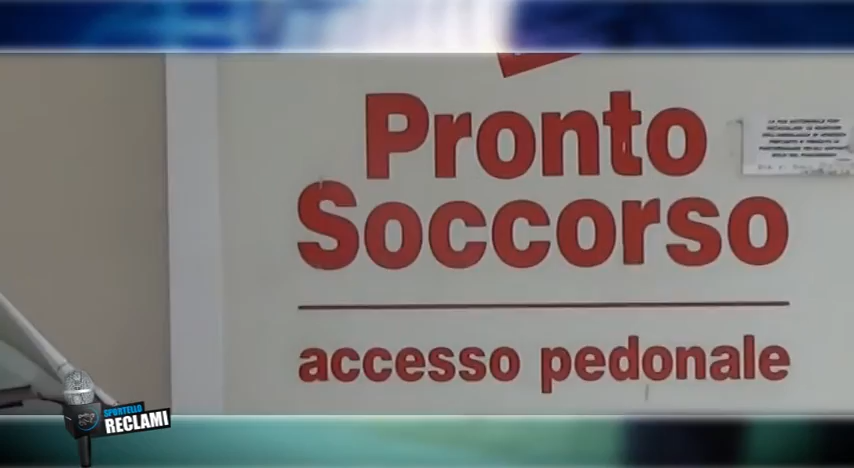 Pronto
Soccorso
accesso pedonale
SPORTELLO
RECLAMI